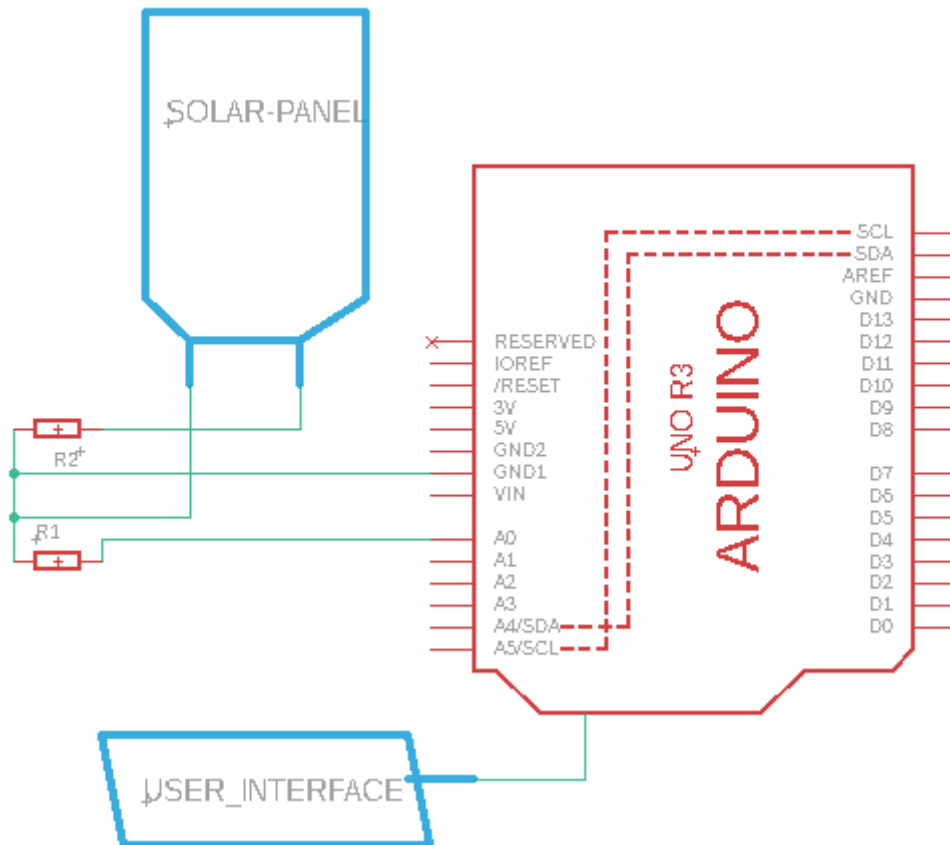 SOLAR-PANEL
R2
R1
RESERVED
IOREF
/RESET
3V
5V
GND2
GND1
VIN
A0
A1
A2
A3
A4/SDA
A5/SCL
UNO R3
ARDUINO
SCL
SDA
AREF
GND
D13
D12
D11
D10
D9
D8
D7
D6
D5
D4
D3
D2
D1
D0
USER_INTERFACE